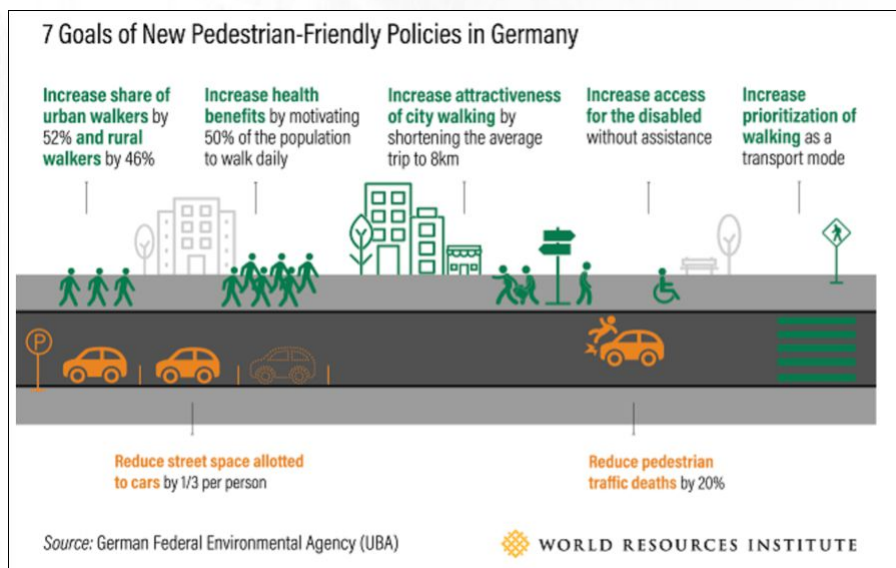 7 Goals of New Pedestrian-Friendly Policies in Germany
Increase share of
urban walkers by
52% and rural
walkers by 46%
Increase health
benefits by motivating
50% of the population
to walk daily
Increase attractiveness
of city walking by
shortening the average
trip to 8km
Increase access
for the disabled
without assistance
Increase
prioritization of
walking as a
transport mode
P
Reduce street space allotted
to cars by 1/3 per person
Reduce pedestrian
traffic deaths by 20%
Source: German Federal Environmental Agency (UBA)
WORLD RESOURCES INSTITUTE